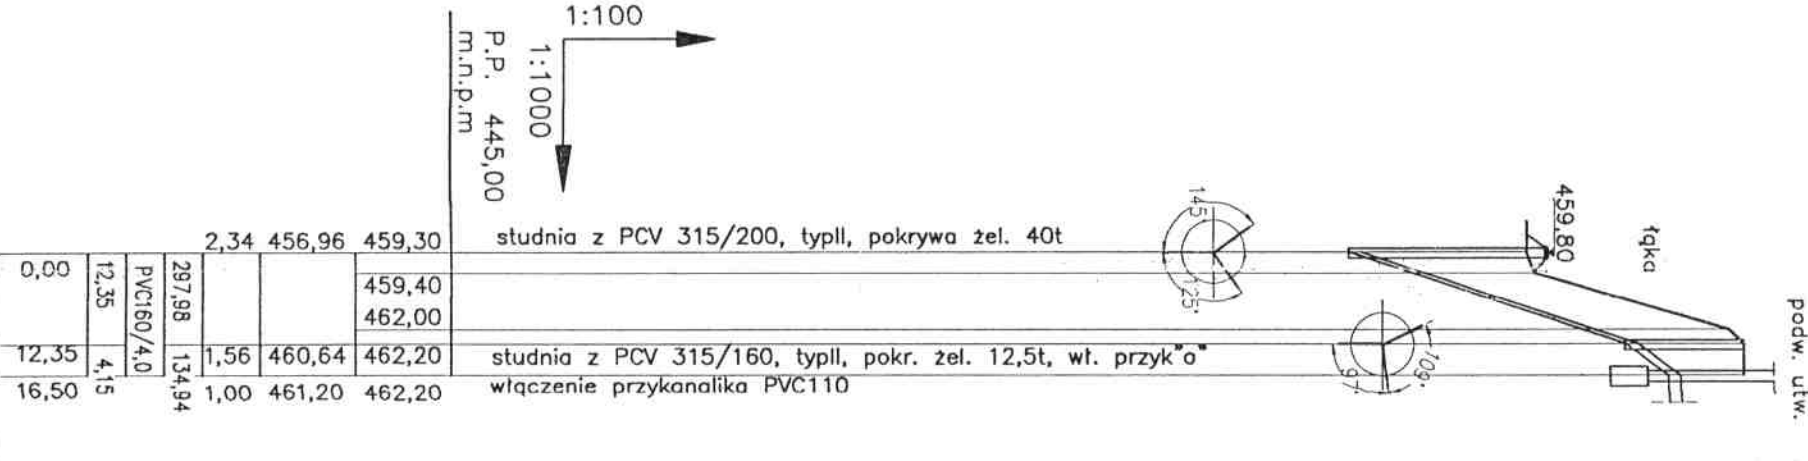 1:100
1:1000
P.P. 445,00
m.n.p.m
459,80
łąka
podw. utw.
145°
125°
2,34 456,96 459,30 studnia z PCV 315/200, typII, pokrywa żel. 40t
0,00 12,35 PVC160/4,0 297,98 459,40
462,00
12,35 4,15 134,94 1,56 460,64 462,20 studnia z PCV 315/160, typII, pokr. żel. 12,5t, wł. przyk"o"
16,50 1,00 461,20 462,20 włączenie przykanalika PVC110
109°